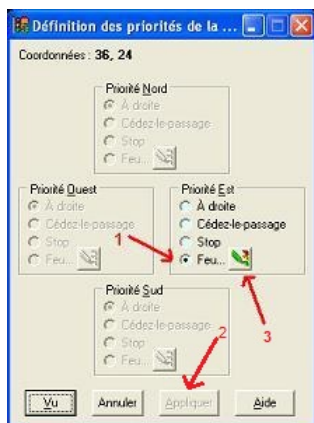 Définition des priorités de la ...
Coordonnées : 36, 24
Priorité Nord
À droite
Cédez-le-passage
Stop
Feu...
Priorité Ouest
À droite
Cédez-le-passage
Stop
Feu...
Priorité Est
À droite
Cédez-le-passage
Stop
Feu...
1
3
Priorité Sud
À droite
Cédez-le-passage
Stop
Feu...
2
Vu
Annuler
Appliquer
Aide